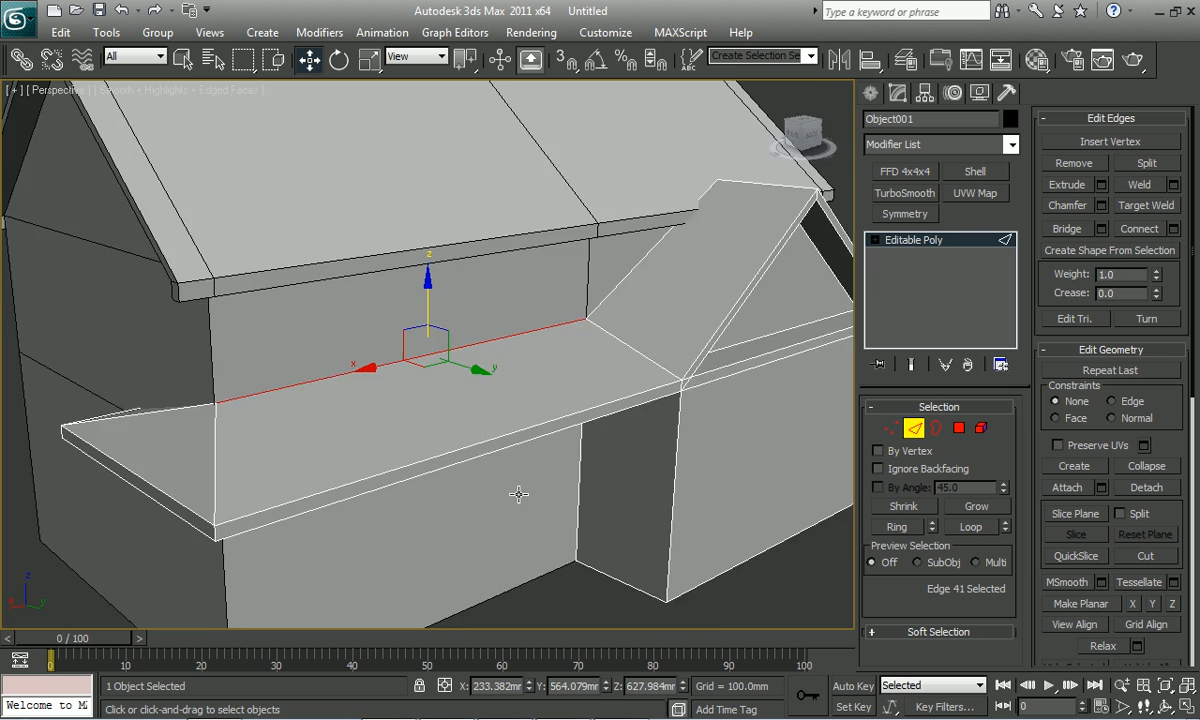 Autodesk 3ds Max 2011 x64 Untitled
Type a keyword or phrase
Edit Tools Group Views Create Modifiers Animation Graph Editors Rendering Customize MAXScript Help
All View 3 Create Selection Se
[ + ] [ Perspective ] [ Smooth + Highlights + Edged Faces ]
z
x
y
z
x
y
Object001
Modifier List
FFD 4x4x4 Shell
TurboSmooth UVW Map
Symmetry
Editable Poly
- Selection
By Vertex
Ignore Backfacing
By Angle: 45.0
Shrink Grow
Ring Loop
Preview Selection
Off SubObj Multi
Edge 41 Selected
+ Soft Selection
- Edit Edges
Insert Vertex
Remove Split
Extrude Weld
Chamfer Target Weld
Bridge Connect
Create Shape From Selection
Weight: 1.0
Crease: 0.0
Edit Tri. Turn
- Edit Geometry
Repeat Last
Constraints
None Edge
Face Normal
Preserve UVs
Create Collapse
Attach Detach
Slice Plane Split
Slice Reset Plane
QuickSlice Cut
MSmooth Tessellate
Make Planar X Y Z
View Align Grid Align
Relax
< 0 / 100 >
0 10 20 30 40 50 60 70 80 90 100
1 Object Selected X: 233.382mm Y: 564.079mm Z: 627.984mm Grid = 100.0mm Auto Key Selected
Welcome to M Click or click-and-drag to select objects Add Time Tag Set Key Key Filters... 0